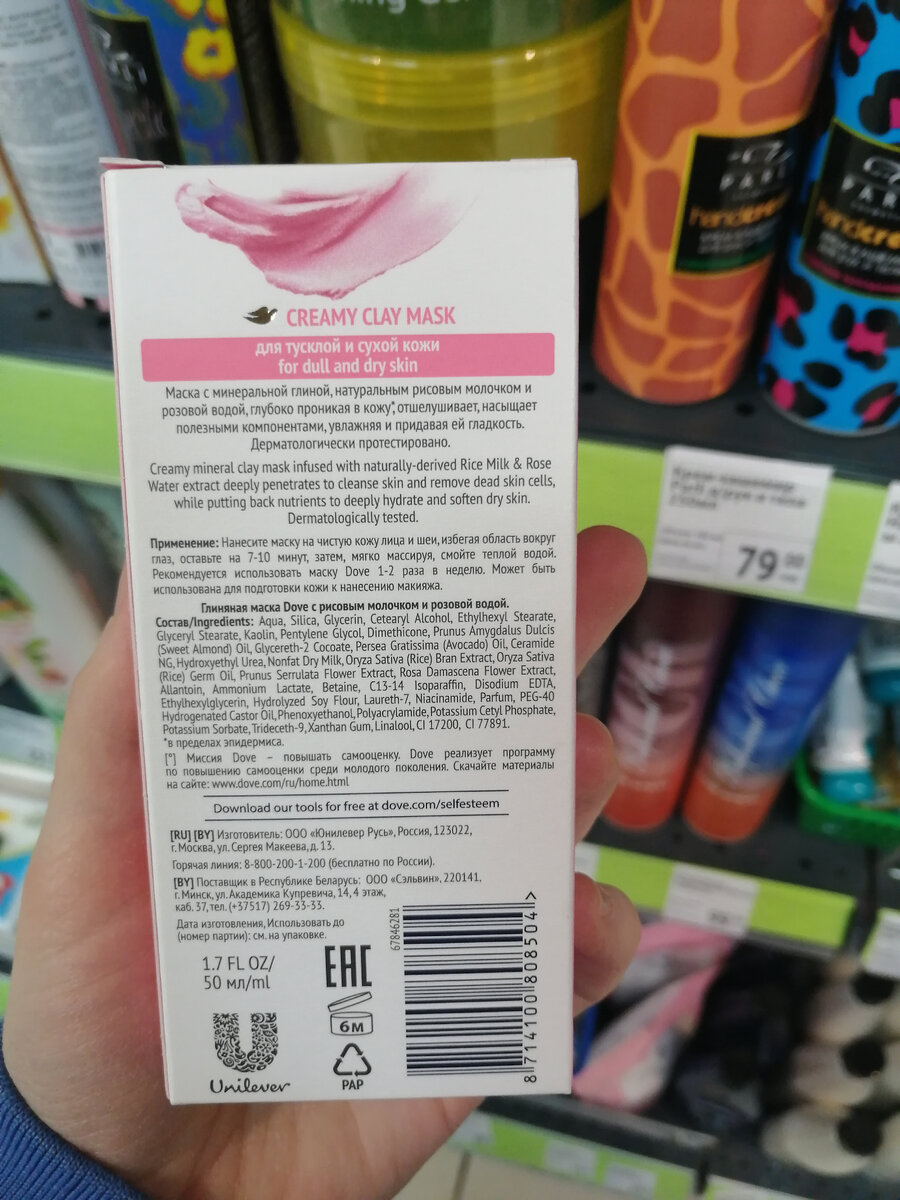 CREAMY CLAY MASK
для тусклой и сухой кожи
for dull and dry skin
Маска с минеральной глиной, натуральным рисовым молочком и
розовой водой, глубоко проникая в кожу*, отшелушивает, насыщает
полезными компонентами, увлажняя и придавая ей гладкость.
Дерматологически протестировано.
Creamy mineral clay mask infused with naturally-derived Rice Milk & Rose
Water extract deeply penetrates to cleanse skin and remove dead skin cells,
while putting back nutrients to deeply hydrate and soften dry skin.
Dermatologically tested.
Применение: Нанесите маску на чистую кожу лица и шеи, избегая область вокруг
глаз, оставьте на 7-10 минут, затем, мягко массируя, смойте теплой водой.
Рекомендуется использовать маску Dove 1-2 раза в неделю. Может быть
использована для подготовки кожи к нанесению макияжа.
Глиняная маска Dove с рисовым молочком и розовой водой.
Состав/Ingredients: Aqua, Silica, Glycerin, Cetearyl Alcohol, Ethylhexyl Stearate,
Glyceryl Stearate, Kaolin, Pentylene Glycol, Dimethicone, Prunus Amygdalus Dulcis
(Sweet Almond) Oil, Glycereth-2 Cocoate, Persea Gratissima (Avocado) Oil, Ceramide
NG, Hydroxyethyl Urea, Nonfat Dry Milk, Oryza Sativa (Rice) Bran Extract, Oryza Sativa
(Rice) Germ Oil, Prunus Serrulata Flower Extract, Rosa Damascena Flower Extract,
Allantoin, Ammonium Lactate, Betaine, C13-14 Isoparaffin, Disodium EDTA,
Ethylhexylglycerin, Hydrolyzed Soy Flour, Laureth-7, Niacinamide, Parfum, PEG-40
Hydrogenated Castor Oil, Phenoxyethanol, Polyacrylamide, Potassium Cetyl Phosphate,
Potassium Sorbate, Trideceth-9, Xanthan Gum, Linalool, CI 17200, CI 77891.
*в пределах эпидермиса.
[°] Миссия Dove – повышать самооценку. Dove реализует программу
по повышению самооценки среди молодого поколения. Скачайте материалы
на сайте: www.dove.com/ru/home.html
Download our tools for free at dove.com/selfesteem
[RU] [BY] Изготовитель: ООО «Юнилевер Русь», Россия, 123022,
г. Москва, ул. Сергея Макеева, д. 13.
Горячая линия: 8-800-200-1-200 (бесплатно по России).
[BY] Поставщик в Республике Беларусь: ООО «Сэльвин», 220141,
г. Минск, ул. Академика Купревича, 14, 4 этаж,
каб. 37, тел. (+37517) 269-33-33.
Дата изготовления, Использовать до
(номер партии): см. на упаковке.
1.7 FL OZ/
50 мл/ml
EAC
6M
PAP
Unilever
67846281
8 714100 808504 >
PARL
hand
PAR
79 00